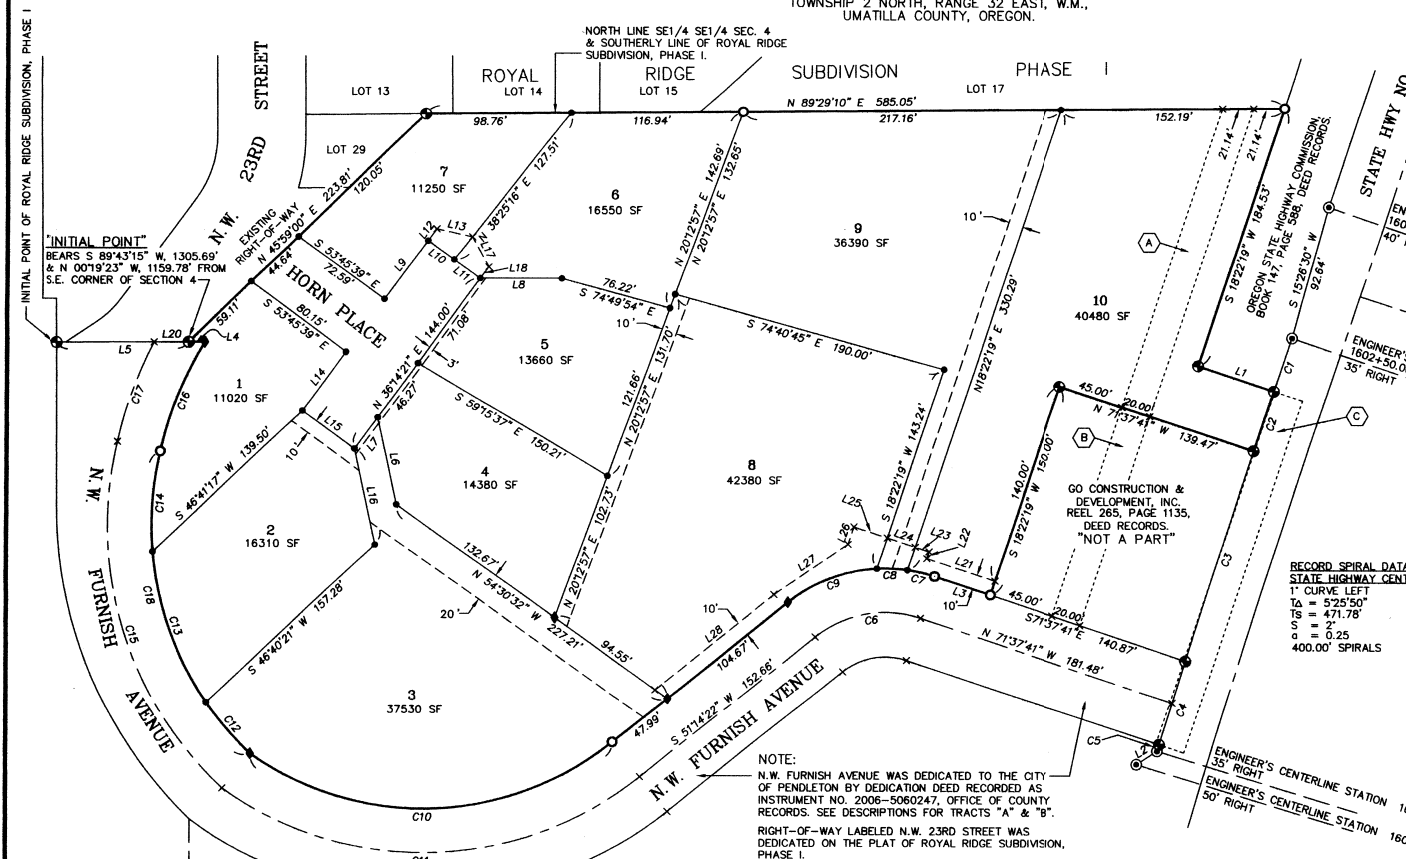 TOWNSHIP 2 NORTH, RANGE 32 EAST, W.M.,
UMATILLA COUNTY, OREGON.
INITIAL POINT OF ROYAL RIDGE SUBDIVISION, PHASE I
NORTH LINE SE1/4 SE1/4 SEC. 4
& SOUTHERLY LINE OF ROYAL RIDGE
SUBDIVISION, PHASE I.
ROYAL RIDGE SUBDIVISION PHASE I
LOT 13
LOT 14
LOT 15
LOT 17
LOT 29
N 89°29'10" E 585.05'
98.76'
116.94'
217.16'
152.19'
N.W. 23RD STREET
STATE HWY NO
"INITIAL POINT"
BEARS S 89°43'15" W, 1305.69'
& N 00°19'23" W, 1159.78' FROM
S.E. CORNER OF SECTION 4
EXISTING
RIGHT-OF-WAY
N 45°59'00" E 223.81'
120.05'
44.64'
59.11'
7
11250 SF
N 38°25'16" E 127.51'
6
16550 SF
N 20°12'57" E 142.69'
N 20°12'57" E 132.65'
9
36390 SF
10'
N18°22'19" E 330.29'
A
21.14'
21.14'
S 18°22'19" W 184.53'
OREGON STATE HIGHWAY COMMISSION,
BOOK 147, PAGE 588, DEED RECORDS.
S 15°26'30" W
92.64'
10
40480 SF
S 53°45'39" E
72.59'
L9
L12
L13
L10
L11
L17
L18
L8
76.22'
S 74°49'54" E
10'
HORN PLACE
S 53°45'39" E
80.15'
L4
L20
L5
L14
L15
10'
N 36°14'21" E 144.00'
71.08'
46.27'
3'
5
13660 SF
S 74°40'45" E 190.00'
121.66'
N 20°12'57" E 131.70'
S 59°15'37" E 150.21'
1
11020 SF
S 46°41'17" W 139.50'
C16
C17
C14
L7
L6
L16
4
14380 SF
N 20°12'57" E 102.73'
8
42380 SF
S 18°22'19" W 143.24'
L1
C1
C2
C
ENGINEER'S
1602+50.0
35' RIGHT
EN
160
40'
45.00'
20.00'
N 71°37'41" W 139.47'
B
140.00'
S 18°22'19" W 150.00'
GO CONSTRUCTION &
DEVELOPMENT, INC.
REEL 265, PAGE 1135,
DEED RECORDS.
"NOT A PART"
C3
L25
L26
L24
L23
L22
L21
L27
C9
C8
C7
L3
10'
45.00'
20.00'
S71°37'41"E
140.87'
RECORD SPIRAL DATA
STATE HIGHWAY CENT
1° CURVE LEFT
TΔ = 5°25'50"
Ts = 471.78'
S = 2°
a = 0.25
400.00' SPIRALS
2
16310 SF
132.67'
N 54°30'32" W
227.21'
94.55'
20'
S 46°40'21" W 157.28'
C18
C13
C15
C12
3
37530 SF
10'
L28
104.67'
47.99'
S 51°14'22" W 152.66'
C6
N 71°37'41" W 181.48'
C4
C5
L2
N.W. FURNISH AVENUE
N.W. FURNISH AVENUE
C10
C11
NOTE:
N.W. FURNISH AVENUE WAS DEDICATED TO THE CITY
OF PENDLETON BY DEDICATION DEED RECORDED AS
INSTRUMENT NO. 2006-5060247, OFFICE OF COUNTY
RECORDS. SEE DESCRIPTIONS FOR TRACTS "A" & "B".
RIGHT-OF-WAY LABELED N.W. 23RD STREET WAS
DEDICATED ON THE PLAT OF ROYAL RIDGE SUBDIVISION,
PHASE I.
ENGINEER'S CENTERLINE STATION 16
35' RIGHT
ENGINEER'S CENTERLINE STATION 160
50' RIGHT